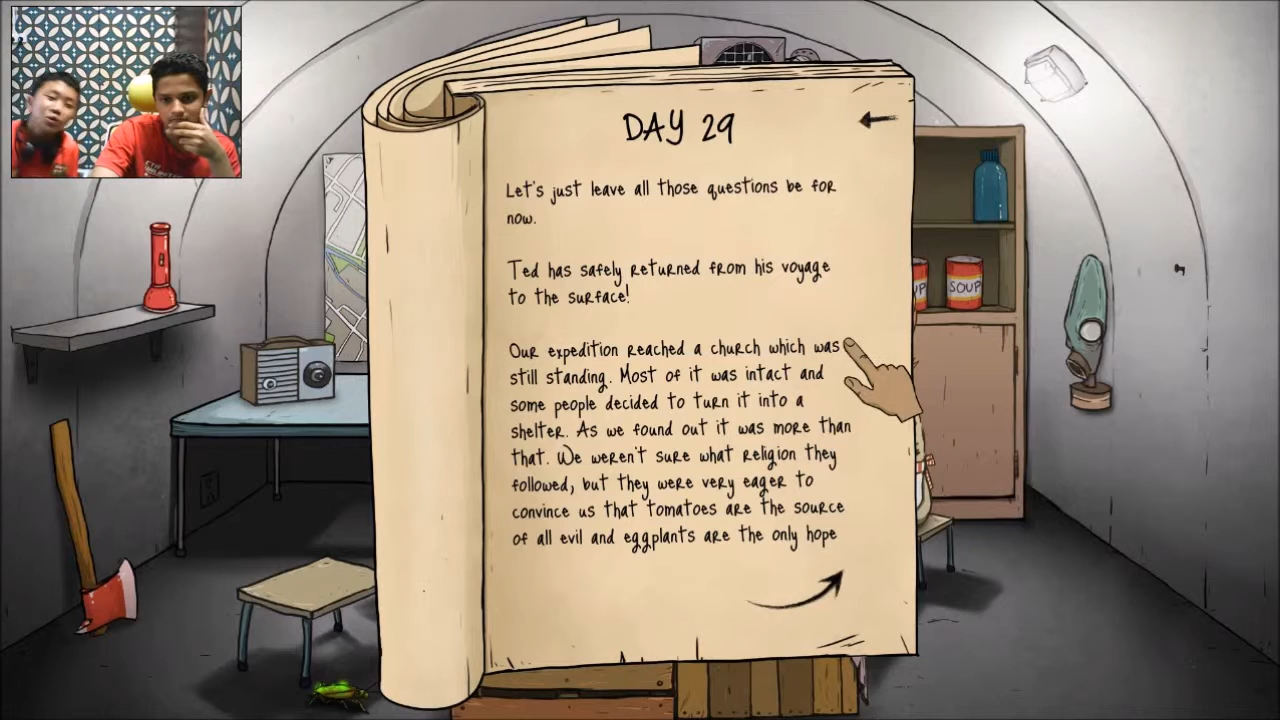 DAY 29
Let's just leave all those questions be for
now.
Ted has safely returned from his voyage
to the surface!
Our expedition reached a church which was
still standing. Most of it was intact and
some people decided to turn it into a
shelter. As we found out it was more than
that. We weren't sure what religion they
followed, but they were very eager to
convince us that tomatoes are the source
of all evil and eggplants are the only hope
UP
SOUP